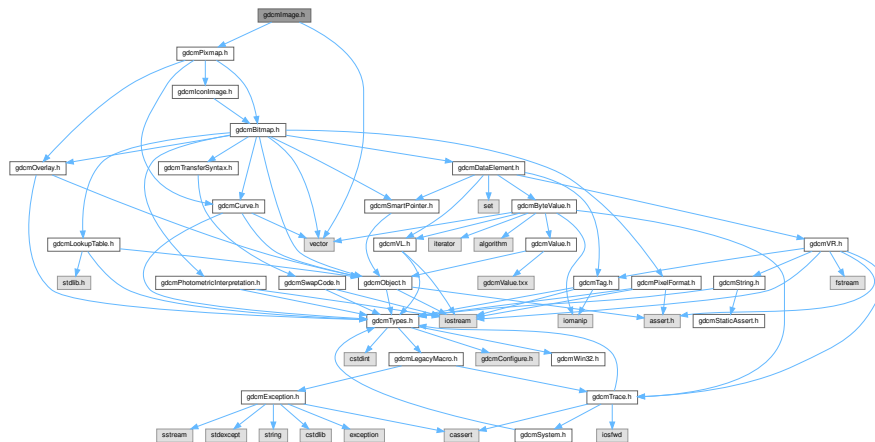 gdcmImage.h
gdcmPixmap.h
gdcmIconImage.h
gdcmBitmap.h
gdcmOverlay.h
gdcmTransferSyntax.h
gdcmDataElement.h
gdcmCurve.h
gdcmSmartPointer.h
set
gdcmByteValue.h
gdcmLookupTable.h
vector
gdcmVL.h
iterator
algorithm
gdcmValue.h
gdcmVR.h
stdlib.h
gdcmPhotometricInterpretation.h
gdcmSwapCode.h
gdcmObject.h
gdcmValue.txx
gdcmTag.h
gdcmPixelFormat.h
gdcmString.h
fstream
gdcmTypes.h
iostream
iomanip
assert.h
gdcmStaticAssert.h
cstdint
gdcmLegacyMacro.h
gdcmConfigure.h
gdcmWin32.h
gdcmException.h
gdcmTrace.h
sstream
stdexcept
string
cstdlib
exception
cassert
gdcmSystem.h
iosfwd